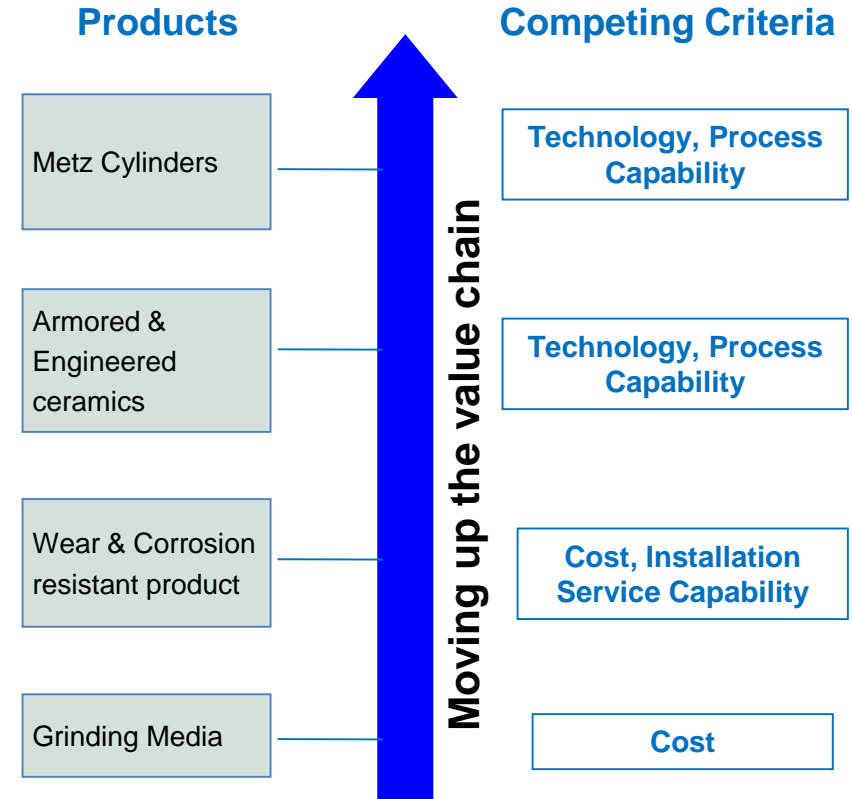 Products
Competing Criteria
Metz Cylinders
Technology, Process
Capability
Armored &
Engineered
ceramics
Technology, Process
Capability
Moving up the value chain
Wear & Corrosion
resistant product
Cost, Installation
Service Capability
Grinding Media
Cost